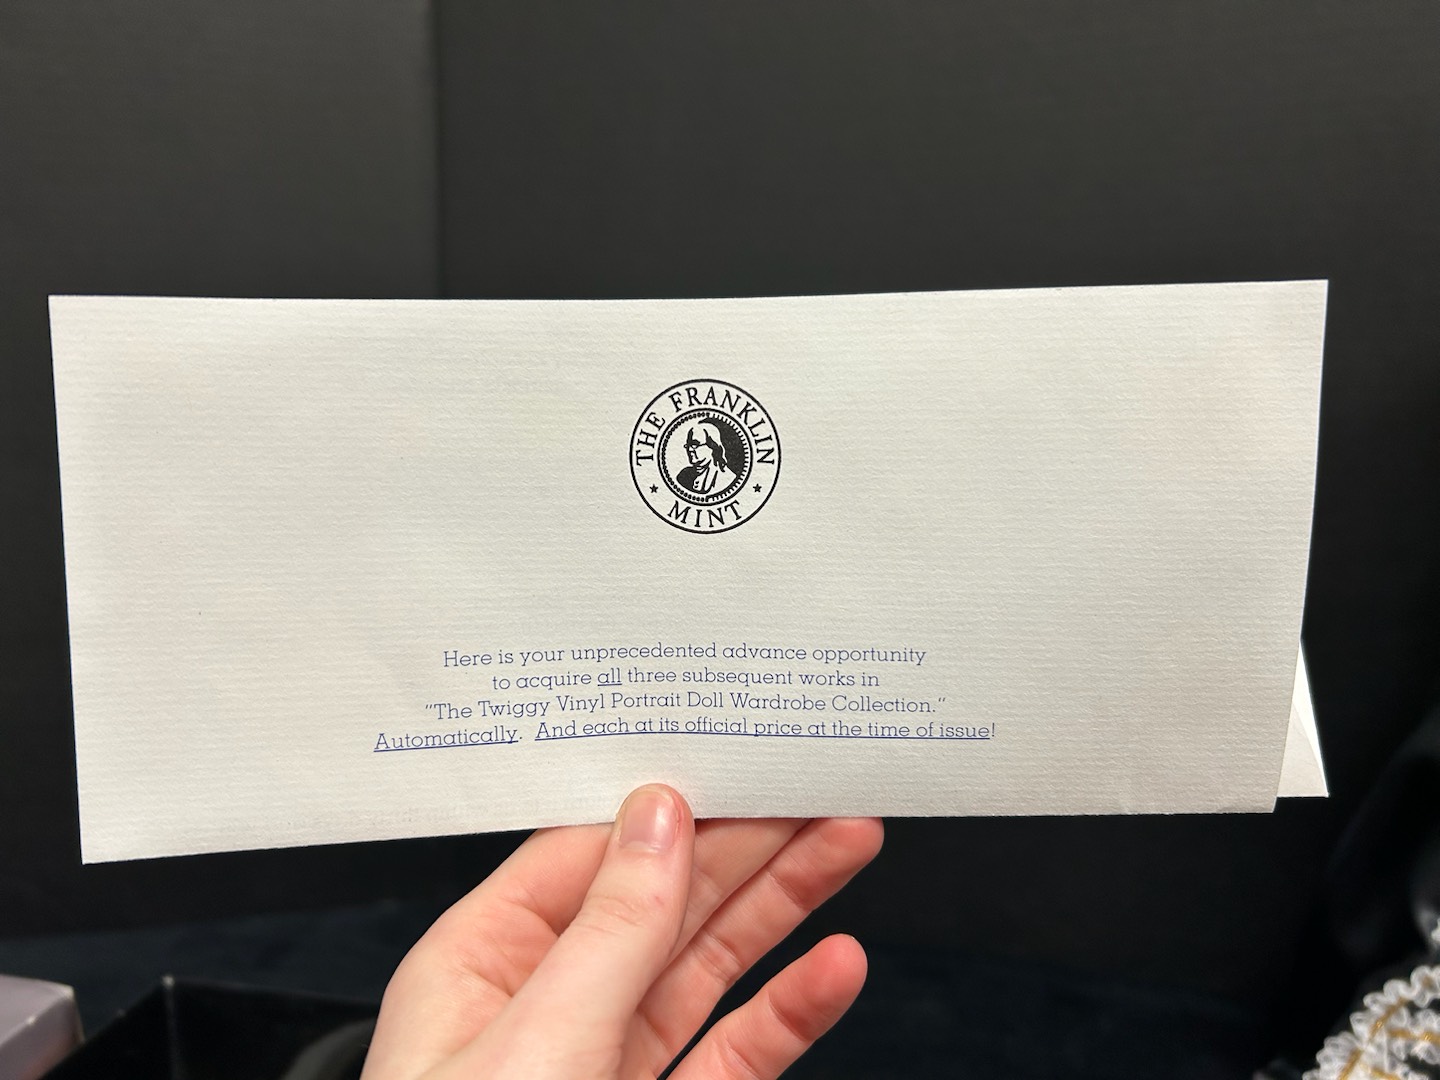 THE FRANKLIN
MINT
Here is your unprecedented advance opportunity
to acquire all three subsequent works in
"The Twiggy Vinyl Portrait Doll Wardrobe Collection."
Automatically. And each at its official price at the time of issue!